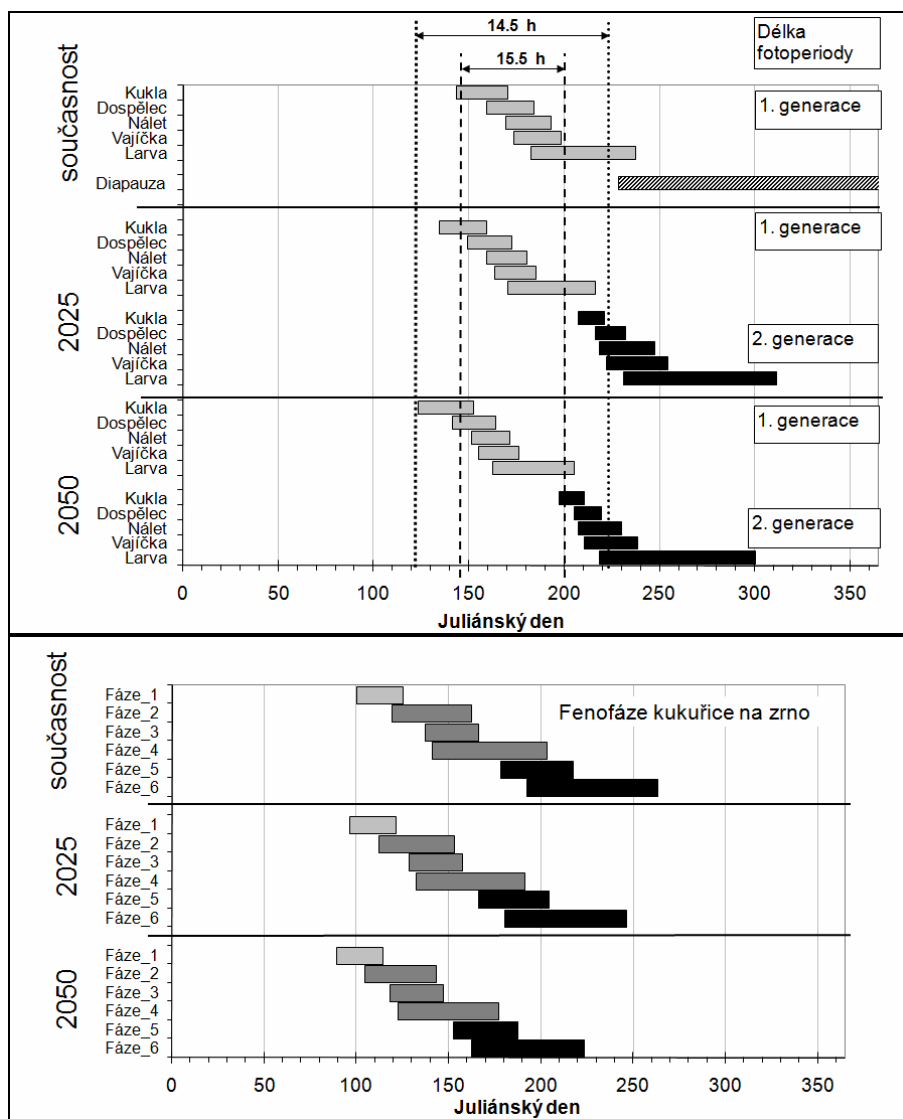 14.5 h
Délka
fotoperiody
15.5 h
současnost
Kukla
Dospělec
Nálet
Vajíčka
Larva
Diapauza
1. generace
2025
Kukla
Dospělec
Nálet
Vajíčka
Larva
1. generace
Kukla
Dospělec
Nálet
Vajíčka
Larva
2. generace
2050
Kukla
Dospělec
Nálet
Vajíčka
Larva
1. generace
Kukla
Dospělec
Nálet
Vajíčka
Larva
2. generace
0 50 100 150 200 250 300 350
Juliánský den
současnost
Fáze_1
Fáze_2
Fáze_3
Fáze_4
Fáze_5
Fáze_6
Fenofáze kukuřice na zrno
2025
Fáze_1
Fáze_2
Fáze_3
Fáze_4
Fáze_5
Fáze_6
2050
Fáze_1
Fáze_2
Fáze_3
Fáze_4
Fáze_5
Fáze_6
0 50 100 150 200 250 300 350
Juliánský den